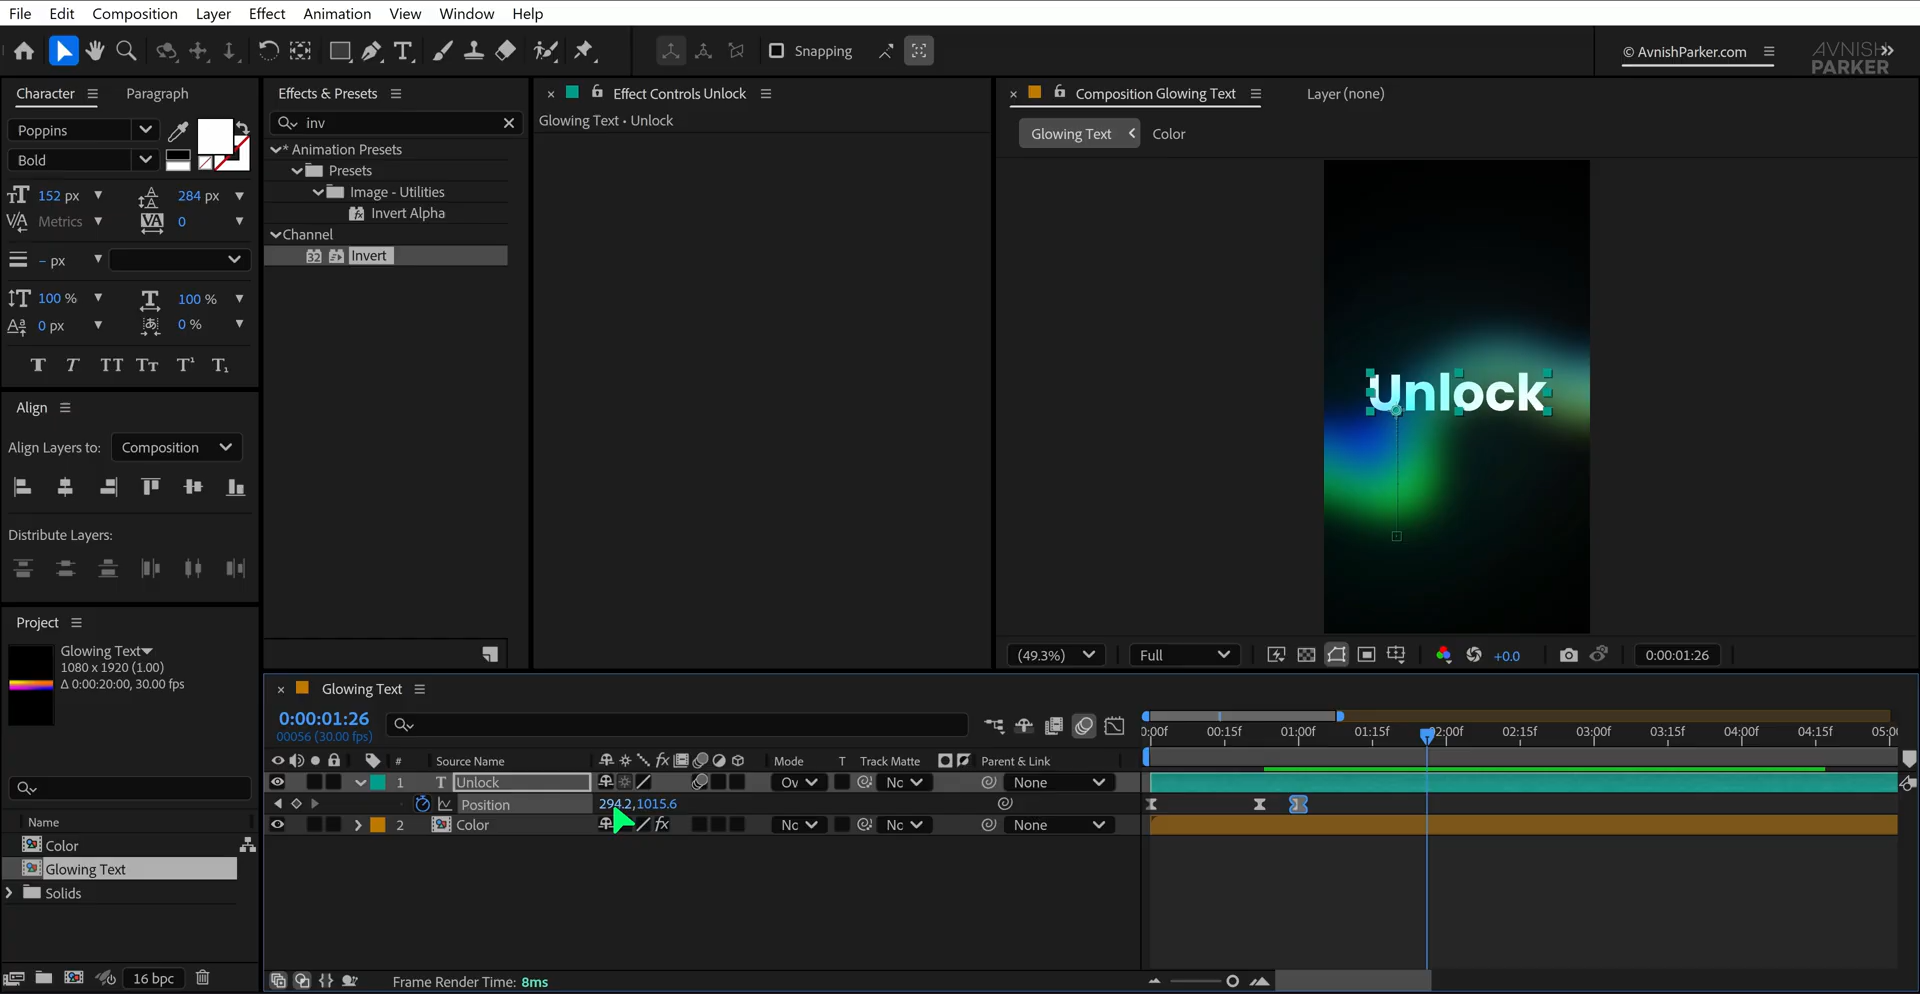 File Edit Composition Layer Effect Animation View Window Help
Snapping
© AvnishParker.com
AVNISH PARKER
Character Paragraph
Poppins
Bold
152 px 284 px
Metrics 0
– px
100 % 100 %
0 px 0 %
Align
Align Layers to: Composition
Distribute Layers:
Project
Glowing Text
1080 x 1920 (1.00)
Δ 0:00:20:00, 30.00 fps
Name
Color
Glowing Text
Solids
16 bpc
Effects & Presets
inv
* Animation Presets
Presets
Image - Utilities
Invert Alpha
Channel
32 Invert
Effect Controls Unlock
Glowing Text • Unlock
Composition Glowing Text Layer (none)
Glowing Text Color
Unlock
(49.3%) Full +0.0 0:00:01:26
Glowing Text
0:00:01:26
00056 (30.00 fps)
0:00f 00:15f 01:00f 01:15f 02:00f 02:15f 03:00f 03:15f 04:00f 04:15f 05:00
# Source Name Mode T Track Matte Parent & Link
1 T Unlock Ov Nc None
Position 294.2,1015.6
2 Color Nc Nc None
Frame Render Time: 8ms